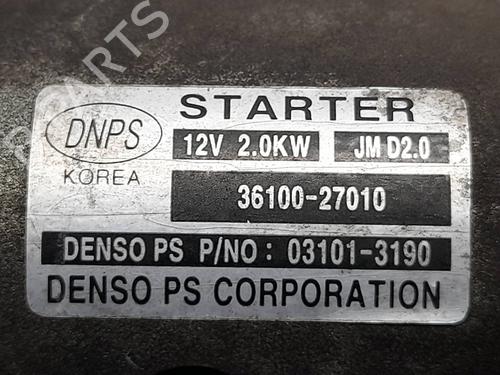 PARTS
STARTER
DNPS
12V 2.0KW JM D2.0
KOREA
36100-27010
DENSO PS P/NO: 03101-3190
DENSO PS CORPORATION